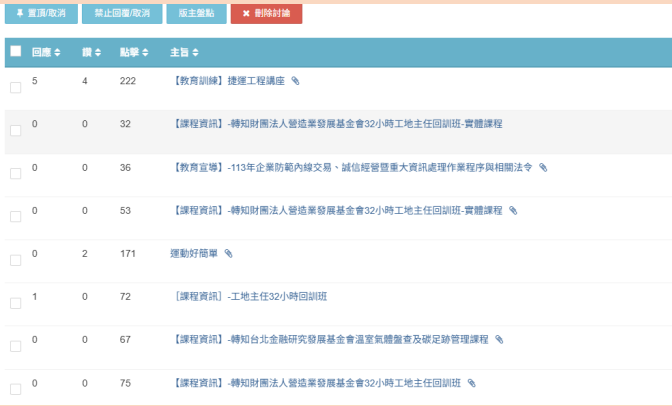 置頂/取消 禁止回覆/取消 版主盤點 刪除討論
回應 讚 點擊 主旨
5 4 222 【教育訓練】捷運工程講座
0 0 32 【課程資訊】-轉知財團法人營造業發展基金會32小時工地主任回訓班-實體課程
0 0 36 【教育宣導】-113年企業防範內線交易、誠信經營暨重大資訊處理作業程序與相關法令
0 0 53 【課程資訊】-轉知財團法人營造業發展基金會32小時工地主任回訓班-實體課程
0 2 171 運動好簡單
1 0 72 ［課程資訊］-工地主任32小時回訓班
0 0 67 【課程資訊】-轉知台北金融研究發展基金會溫室氣體盤查及碳足跡管理課程
0 0 75 【課程資訊】-轉知財團法人營造業發展基金會32小時工地主任回訓班